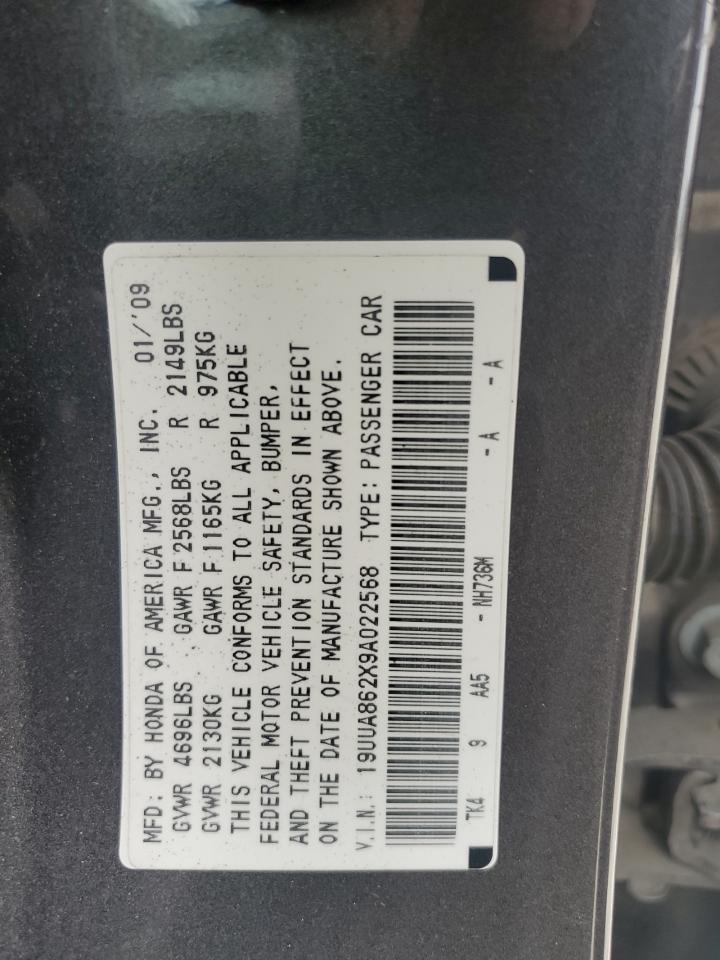 MFD: BY HONDA OF AMERICA MFG., INC. 01/'09
GVWR 4696LBS GAWR F 2568LBS R 2149LBS
GVWR 2130KG GAWR F 1165KG R 975KG
THIS VEHICLE CONFORMS TO ALL APPLICABLE
FEDERAL MOTOR VEHICLE SAFETY, BUMPER,
AND THEFT PREVENTION STANDARDS IN EFFECT
ON THE DATE OF MANUFACTURE SHOWN ABOVE.
V.I.N.: 19UUA862X9A022568 TYPE: PASSENGER CAR
TK4 9 AA5 - NH736M - A - A